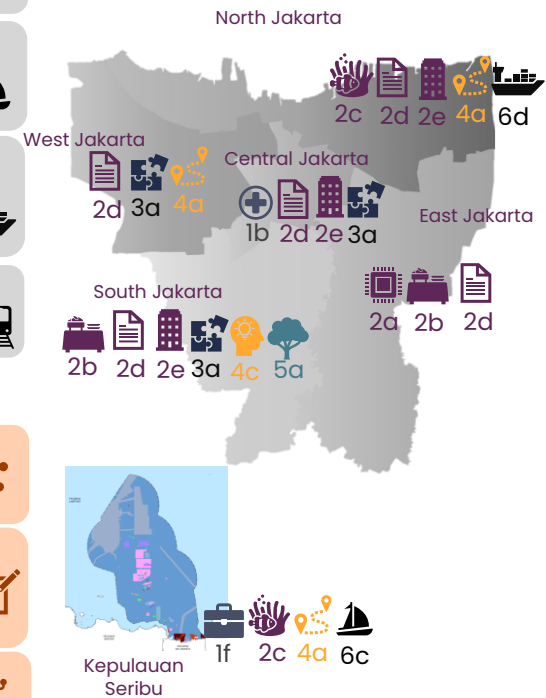 North Jakarta
2c 2d 2e 4a 6d
West Jakarta
2d 3a 4a
Central Jakarta
1b 2d 2e 3a
East Jakarta
2a 2b 2d
South Jakarta
2b 2d 2e 3a 4c 5a
1f 2c 4a 6c
Kepulauan
Seribu